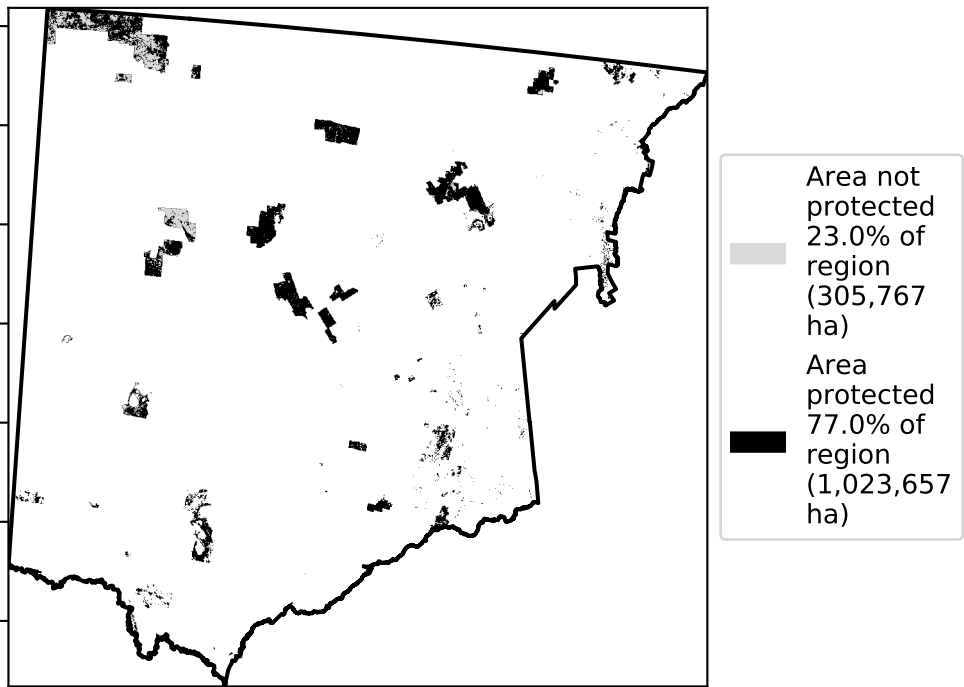 Area not
protected
23.0% of
region
(305,767
ha)
Area
protected
77.0% of
region
(1,023,657
ha)